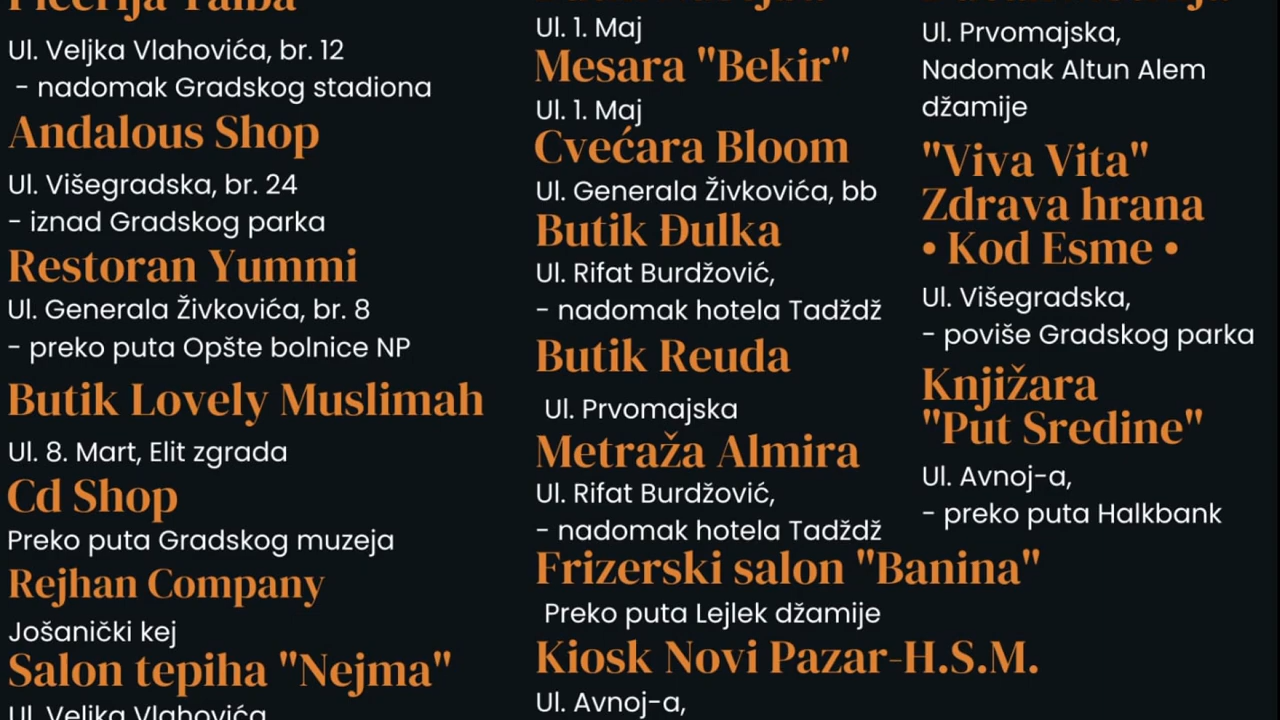 Picerija Taiba
Ul. Veljka Vlahovića, br. 12
- nadomak Gradskog stadiona
Andalous Shop
Ul. Višegradska, br. 24
- iznad Gradskog parka
Restoran Yummi
Ul. Generala Živkovića, br. 8
- preko puta Opšte bolnice NP
Butik Lovely Muslimah
Ul. 8. Mart, Elit zgrada
Cd Shop
Preko puta Gradskog muzeja
Rejhan Company
Jošanički kej
Salon tepiha "Nejma"
Ul. Veljka Vlahovića
Ul. 1. Maj
Mesara "Bekir"
Ul. 1. Maj
Cvećara Bloom
Ul. Generala Živkovića, bb
Butik Đulka
Ul. Rifat Burdžović,
- nadomak hotela Tadždž
Butik Reuda
Ul. Prvomajska
Metraža Almira
Ul. Rifat Burdžović,
- nadomak hotela Tadždž
Frizerski salon "Banina"
Preko puta Lejlek džamije
Kiosk Novi Pazar-H.S.M.
Ul. Avnoj-a,
Ul. Prvomajska,
Nadomak Altun Alem
džamije
"Viva Vita"
Zdrava hrana
• Kod Esme •
Ul. Višegradska,
- poviše Gradskog parka
Knjižara
"Put Sredine"
Ul. Avnoj-a,
- preko puta Halkbank